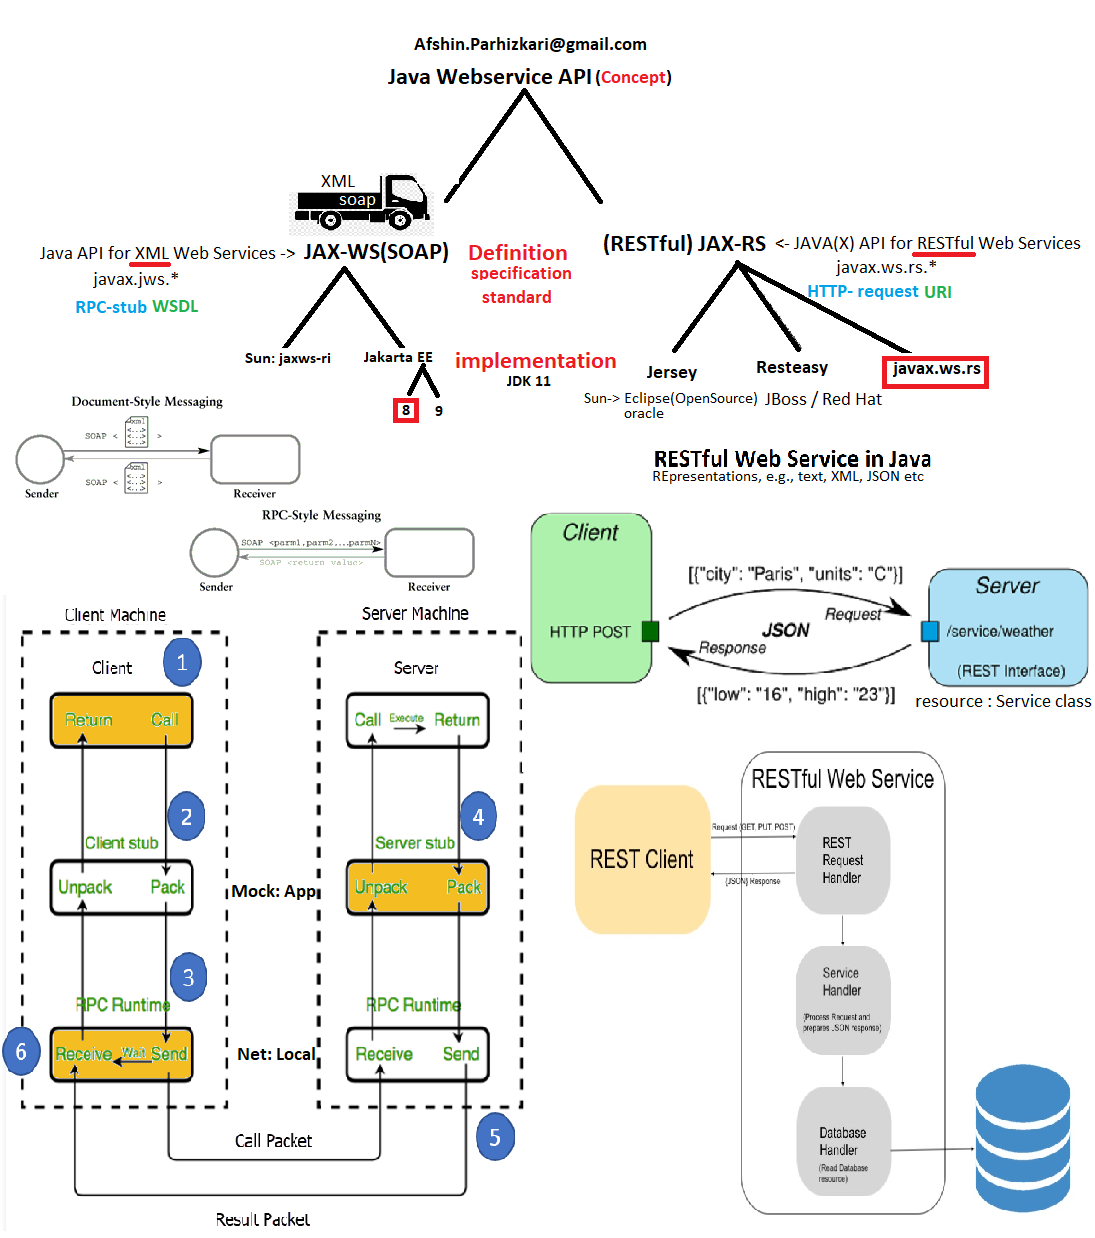 Afshin.Parhizkari@gmail.com
Java Webservice API (Concept)
XML
soap
Java API for XML Web Services -> JAX-WS(SOAP)
javax.jws.*
RPC-stub WSDL
Definition
specification
standard
(RESTful) JAX-RS <- JAVA(X) API for RESTful Web Services
javax.ws.rs.*
HTTP- request URI
Sun: jaxws-ri
Jakarta EE
8
9
implementation
JDK 11
Jersey
Sun-> Eclipse(OpenSource)
oracle
Resteasy
JBoss / Red Hat
javax.ws.rs
Document-Style Messaging
SOAP < xml <...> <...> <...> >
SOAP < xml <...> <...> <...> >
Sender
Receiver
RPC-Style Messaging
SOAP <parm1,parm2,...parmN>
SOAP <return value>
Sender
Receiver
RESTful Web Service in Java
REpresentations, e.g., text, XML, JSON etc
Client
HTTP POST
[{"city": "Paris", "units": "C"}]
Request
JSON
Response
[{"low": "16", "high": "23"}]
Server
/service/weather
(REST Interface)
resource : Service class
Client Machine
Server Machine
Client
1
Server
Return Call
Call Execute Return
2
4
Client stub
Server stub
Unpack Pack
Mock: App
Unpack Pack
3
RPC Runtime
RPC Runtime
6
Receive Wait Send
Net: Local
Receive Send
5
Call Packet
Result Packet
RESTful Web Service
REST Client
Request (GET, PUT, POST)
(JSON) Response
REST
Request
Handler
Service
Handler
(Process Request and
prepares JSON response)
Database
Handler
(Read Database
resource)